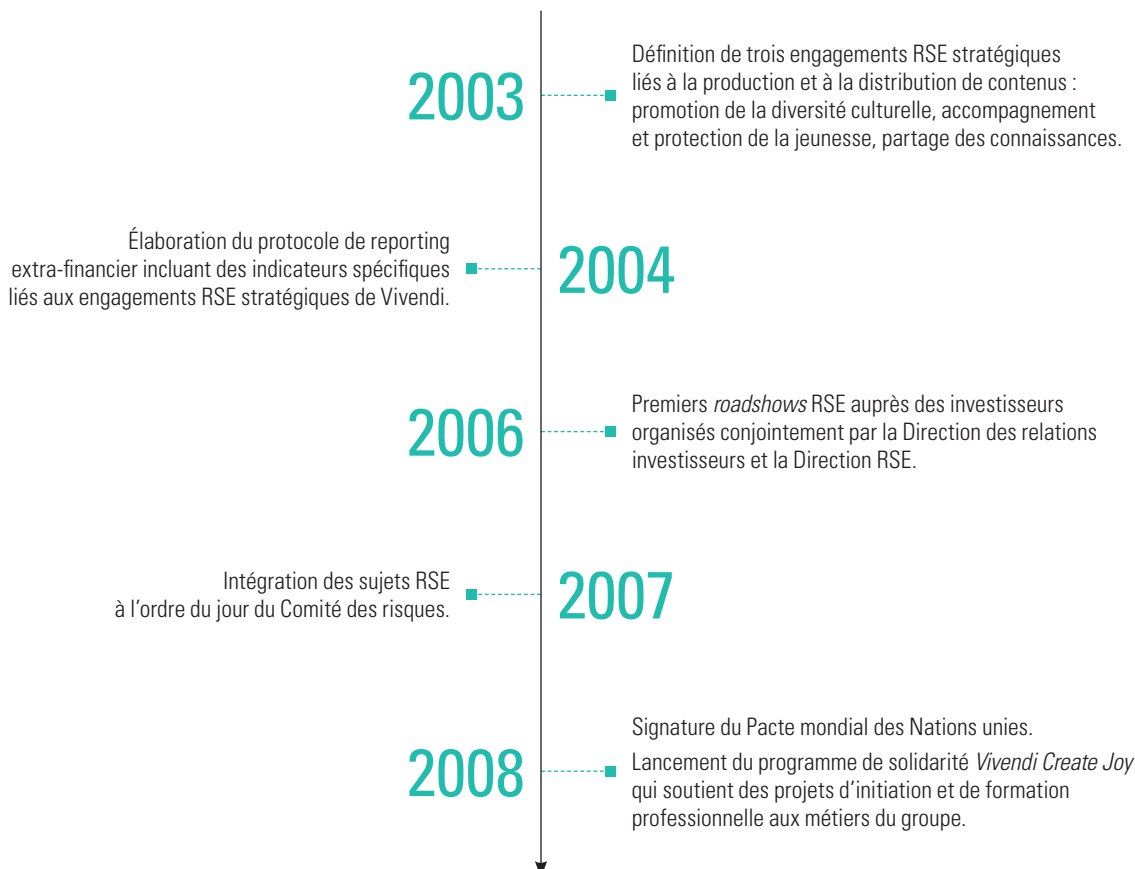 2003
Définition de trois engagements RSE stratégiques
liés à la production et à la distribution de contenus :
promotion de la diversité culturelle, accompagnement
et protection de la jeunesse, partage des connaissances.
Élaboration du protocole de reporting
extra-financier incluant des indicateurs spécifiques
liés aux engagements RSE stratégiques de Vivendi.
2004
2006
Premiers roadshows RSE auprès des investisseurs
organisés conjointement par la Direction des relations
investisseurs et la Direction RSE.
Intégration des sujets RSE
à l’ordre du jour du Comité des risques.
2007
2008
Signature du Pacte mondial des Nations unies.
Lancement du programme de solidarité Vivendi Create Joy
qui soutient des projets d’initiation et de formation
professionnelle aux métiers du groupe.